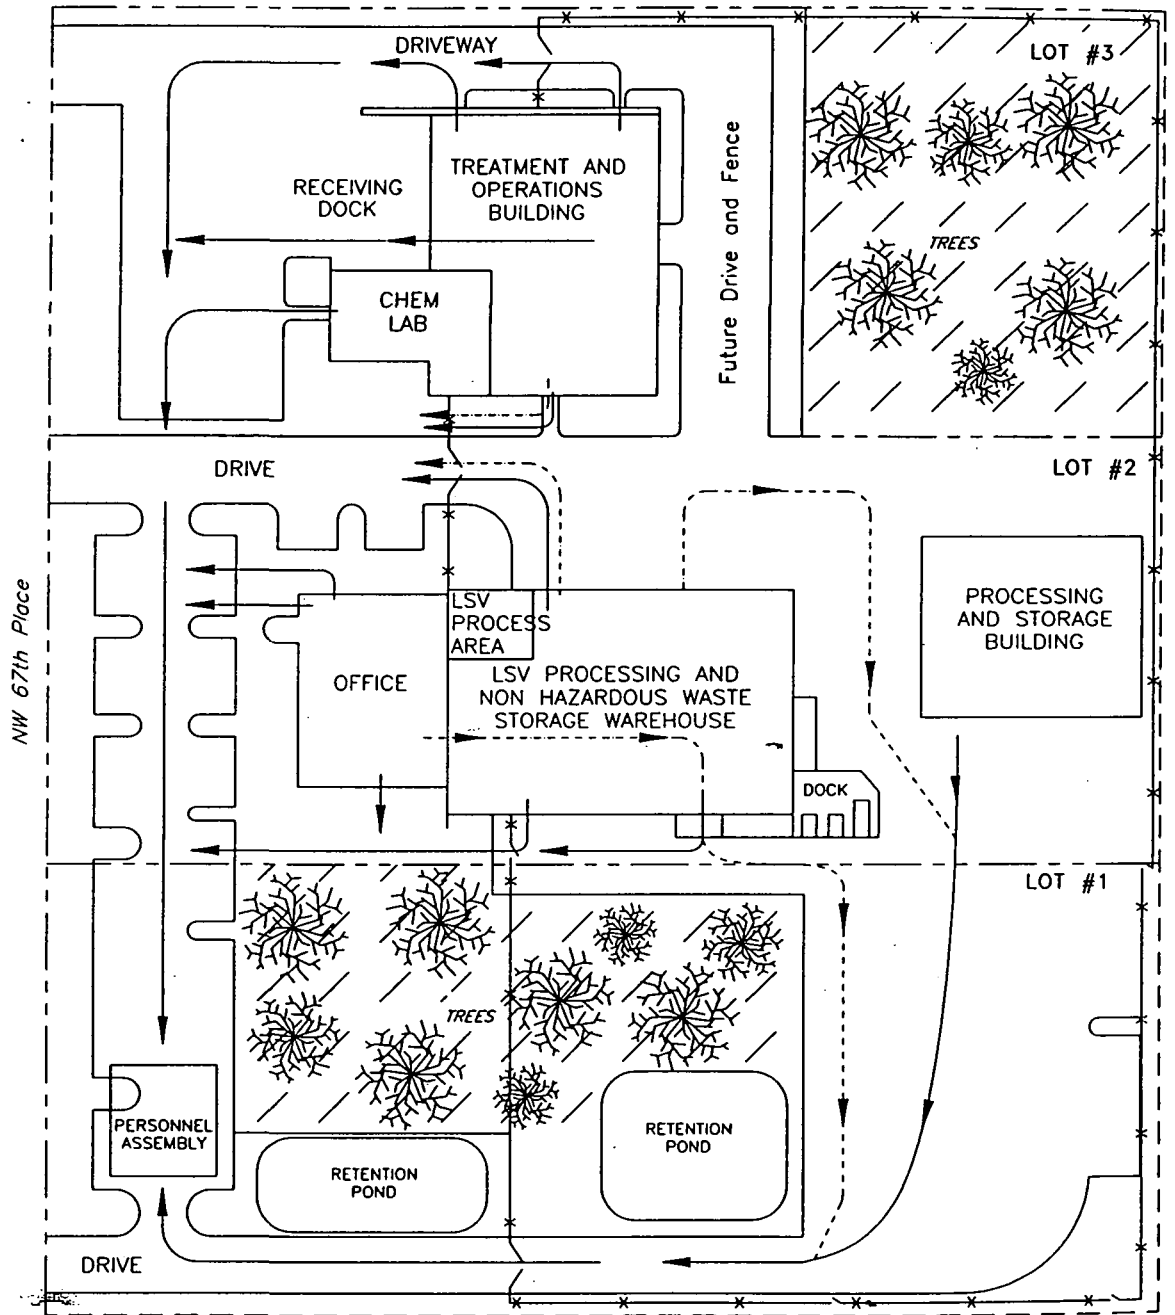 DRIVEWAY
LOT #3
TREATMENT AND
OPERATIONS
BUILDING
RECEIVING
DOCK
Future Drive and Fence
TREES
CHEM
LAB
DRIVE
LOT #2
NW 67th Place
LSV
PROCESS
AREA
PROCESSING
AND STORAGE
BUILDING
OFFICE
LSV PROCESSING AND
NON HAZARDOUS WASTE
STORAGE WAREHOUSE
DOCK
LOT #1
TREES
PERSONNEL
ASSEMBLY
RETENTION
POND
RETENTION
POND
DRIVE